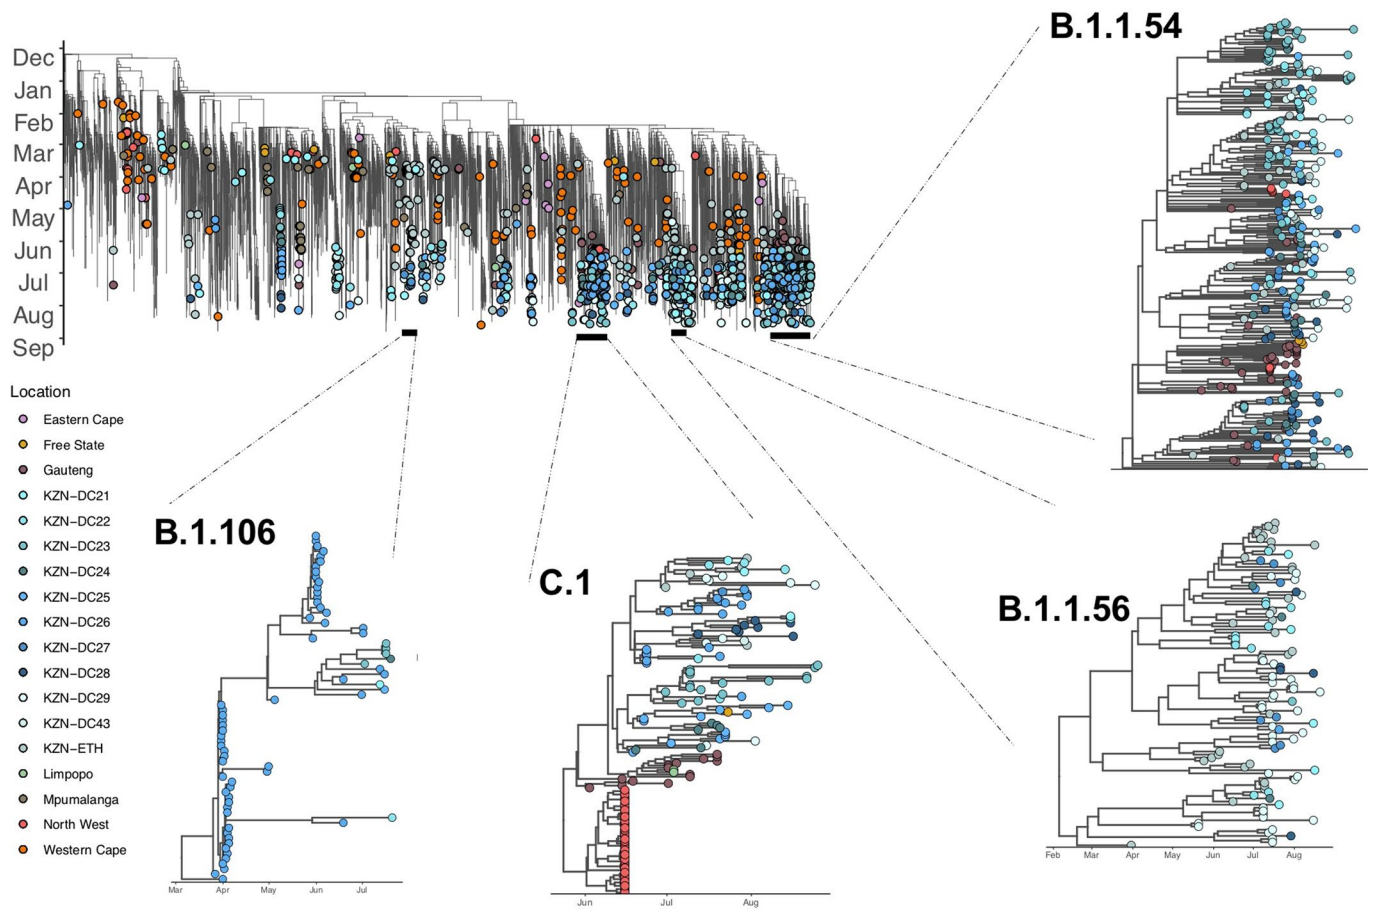 B.1.1.54
Dec
Jan
Feb
Mar
Apr
May
Jun
Jul
Aug
Sep
Location
Eastern Cape
Free State
Gauteng
KZN−DC21
KZN−DC22
KZN−DC23
KZN−DC24
KZN−DC25
KZN−DC26
KZN−DC27
KZN−DC28
KZN−DC29
KZN−DC43
KZN−ETH
Limpopo
Mpumalanga
North West
Western Cape
B.1.106
Mar Apr May Jun Jul
C.1
Jun Jul Aug
B.1.1.56
Feb Mar Apr May Jun Jul Aug